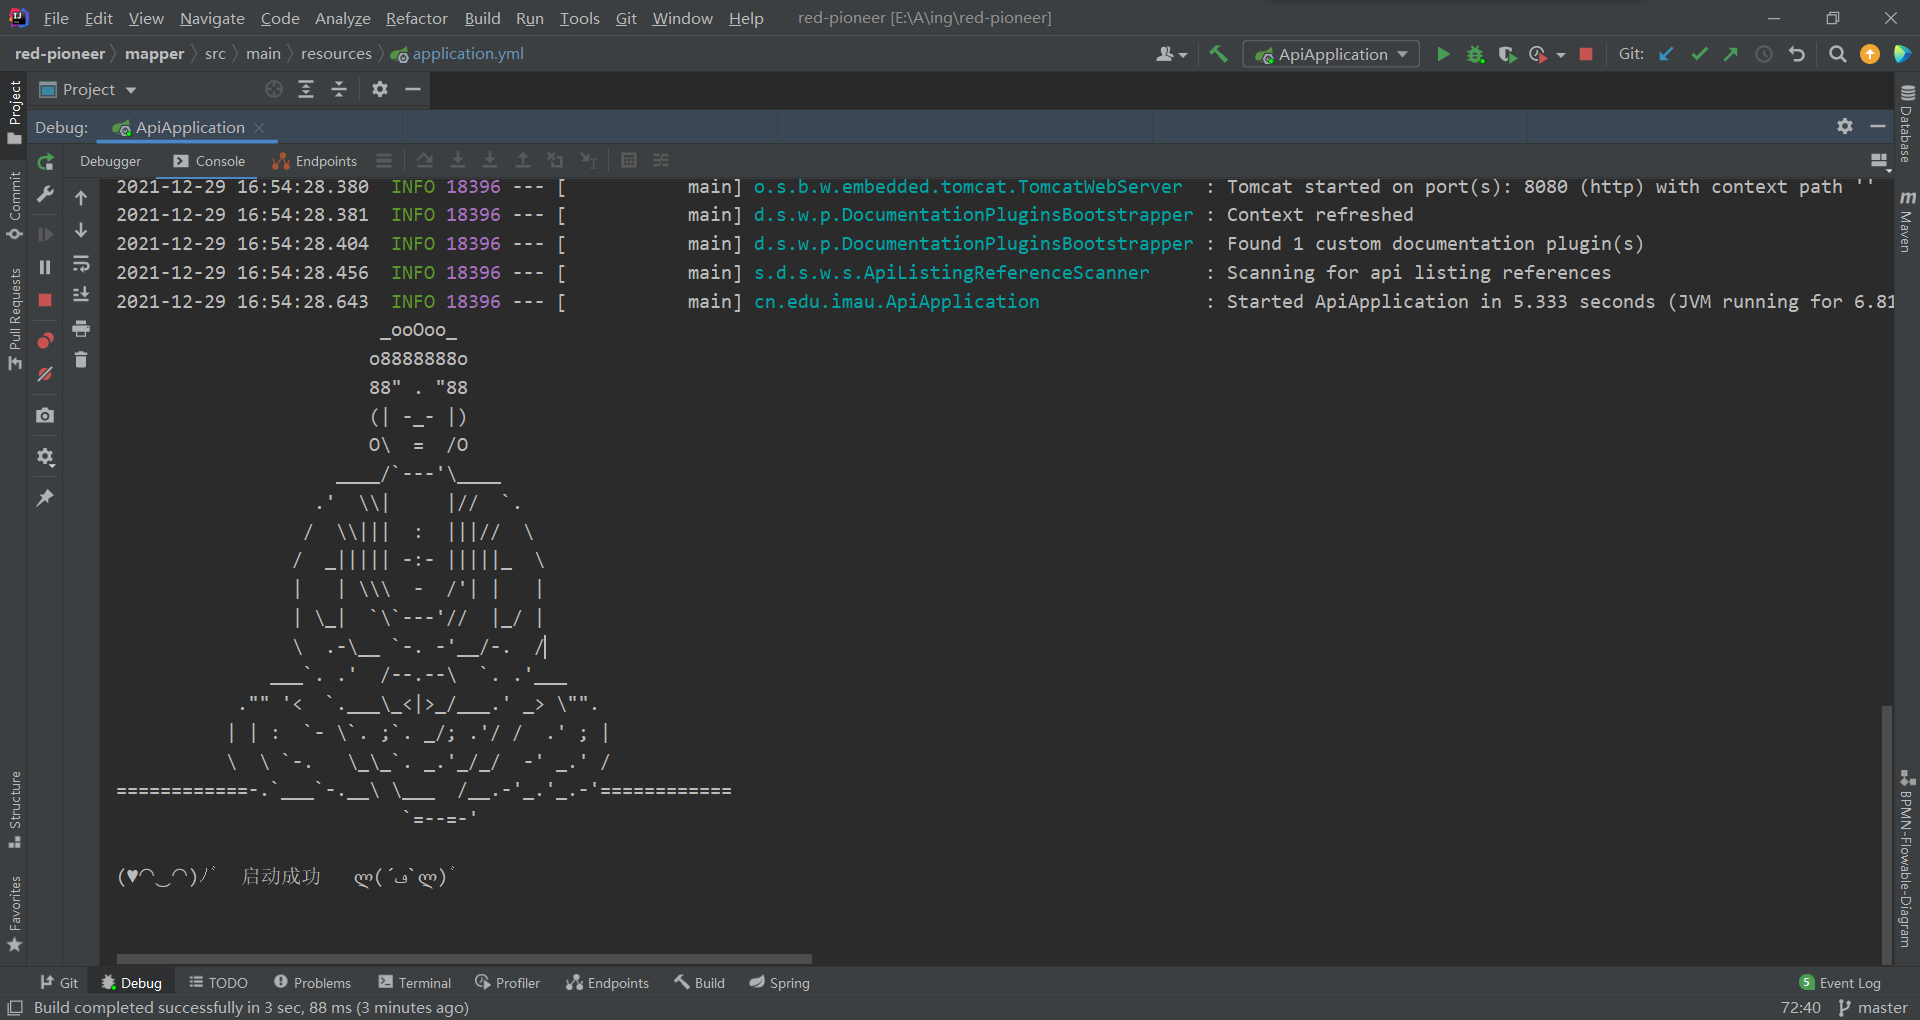 File Edit View Navigate Code Analyze Refactor Build Run Tools Git Window Help red-pioneer [E:\A\ing\red-pioneer]
red-pioneer mapper src main resources application.yml ApiApplication Git:
Project
Debug: ApiApplication
Debugger Console Endpoints
2021-12-29 16:54:28.380  INFO 18396 --- [           main] o.s.b.w.embedded.tomcat.TomcatWebServer  : Tomcat started on port(s): 8080 (http) with context path ''
2021-12-29 16:54:28.381  INFO 18396 --- [           main] d.s.w.p.DocumentationPluginsBootstrapper : Context refreshed
2021-12-29 16:54:28.404  INFO 18396 --- [           main] d.s.w.p.DocumentationPluginsBootstrapper : Found 1 custom documentation plugin(s)
2021-12-29 16:54:28.456  INFO 18396 --- [           main] s.d.s.w.s.ApiListingReferenceScanner     : Scanning for api listing references
2021-12-29 16:54:28.643  INFO 18396 --- [           main] cn.edu.imau.ApiApplication               : Started ApiApplication in 5.333 seconds (JVM running for 6.81
                        _ooOoo_
                       o8888888o
                       88" . "88
                       (| -_- |)
                       O\  =  /O
                    ____/`---'\____
                  .'  \\|     |//  `.
                 /  \\|||  :  |||//  \
                /  _||||| -:- |||||_  \
                |   | \\\  -  /'| |   |
                | \_|  `\`---'//  |_/ |
                \  .-\__ `-. -'__/-.  /
              ___`. .'  /--.--\  `. .'___
           ."" '<  `.___\_<|>_/___.' _> \"".
          | | :  `- \`. ;`. _/; .'/ /  .' ; |
          \  \ `-.   \_\_`. _.'_/_/  -' _.' /
============-.`___`-.__\ \___  /__.-'_.'_.-'============
                          `=--=-'
(♥◠‿◠)ﾉﾞ  启动成功   ლ(´ڡ`ლ)ﾞ
Project
Commit
Pull Requests
Structure
Favorites
Database
m Maven
BPMN-Flowable-Diagram
Git Debug TODO Problems Terminal Profiler Endpoints Build Spring 5 Event Log
Build completed successfully in 3 sec, 88 ms (3 minutes ago) 72:40 master